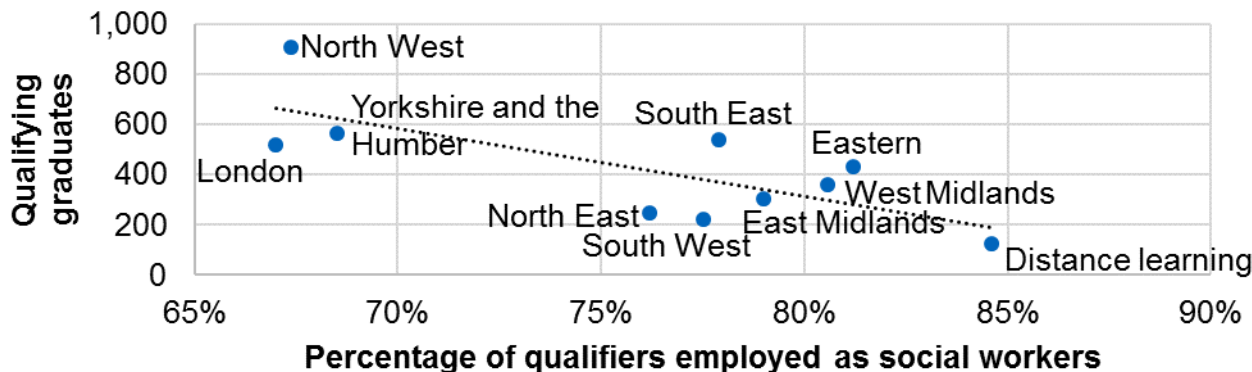 1,000
800
600
400
200
0
Qualifying
graduates
North West
Yorkshire and the
Humber
London
South East
Eastern
West Midlands
North East
East Midlands
South West
Distance learning
65%
70%
75%
80%
85%
90%
Percentage of qualifiers employed as social workers